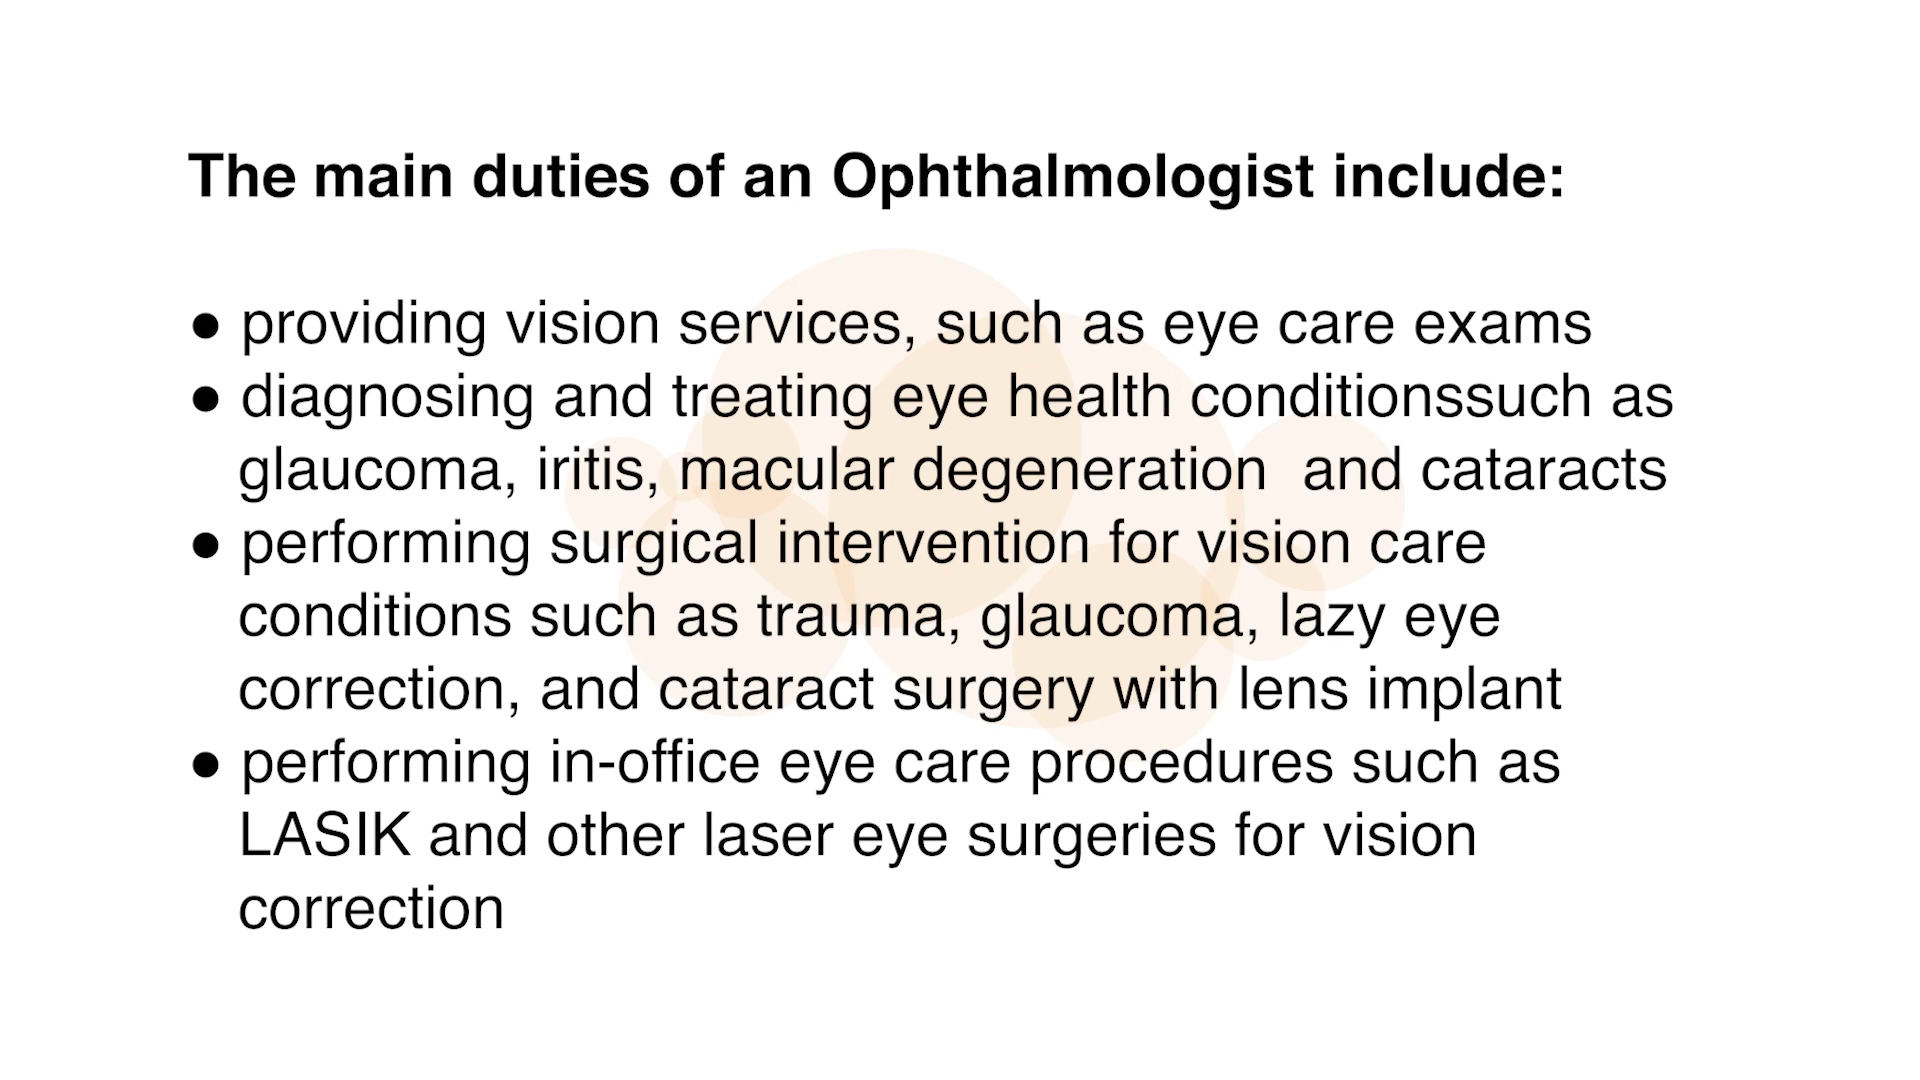 The main duties of an Ophthalmologist include:
● providing vision services, such as eye care exams
● diagnosing and treating eye health conditionssuch as
glaucoma, iritis, macular degeneration  and cataracts
● performing surgical intervention for vision care
conditions such as trauma, glaucoma, lazy eye
correction, and cataract surgery with lens implant
● performing in-office eye care procedures such as
LASIK and other laser eye surgeries for vision
correction